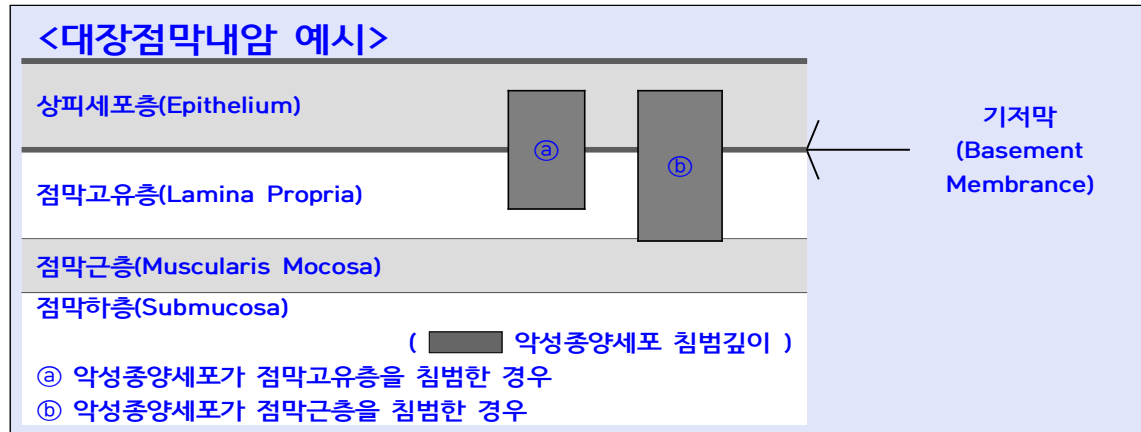 <대장점막내암 예시>
상피세포층(Epithelium)
ⓐ
ⓑ
기저막
(Basement
Membrance)
점막고유층(Lamina Propria)
점막근층(Muscularis Mocosa)
점막하층(Submucosa)
( 악성종양세포 침범깊이 )
ⓐ 악성종양세포가 점막고유층을 침범한 경우
ⓑ 악성종양세포가 점막근층을 침범한 경우